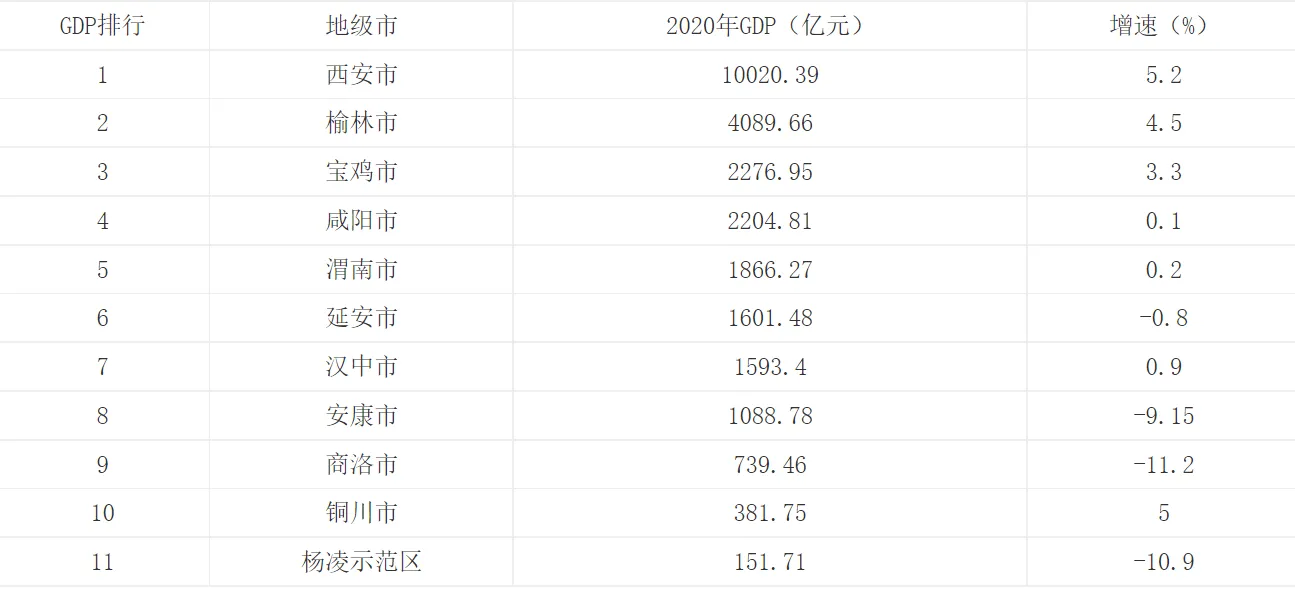 GDP排行 地级市 2020年GDP（亿元） 增速（%）
1 西安市 10020.39 5.2
2 榆林市 4089.66 4.5
3 宝鸡市 2276.95 3.3
4 咸阳市 2204.81 0.1
5 渭南市 1866.27 0.2
6 延安市 1601.48 -0.8
7 汉中市 1593.4 0.9
8 安康市 1088.78 -9.15
9 商洛市 739.46 -11.2
10 铜川市 381.75 5
11 杨凌示范区 151.71 -10.9